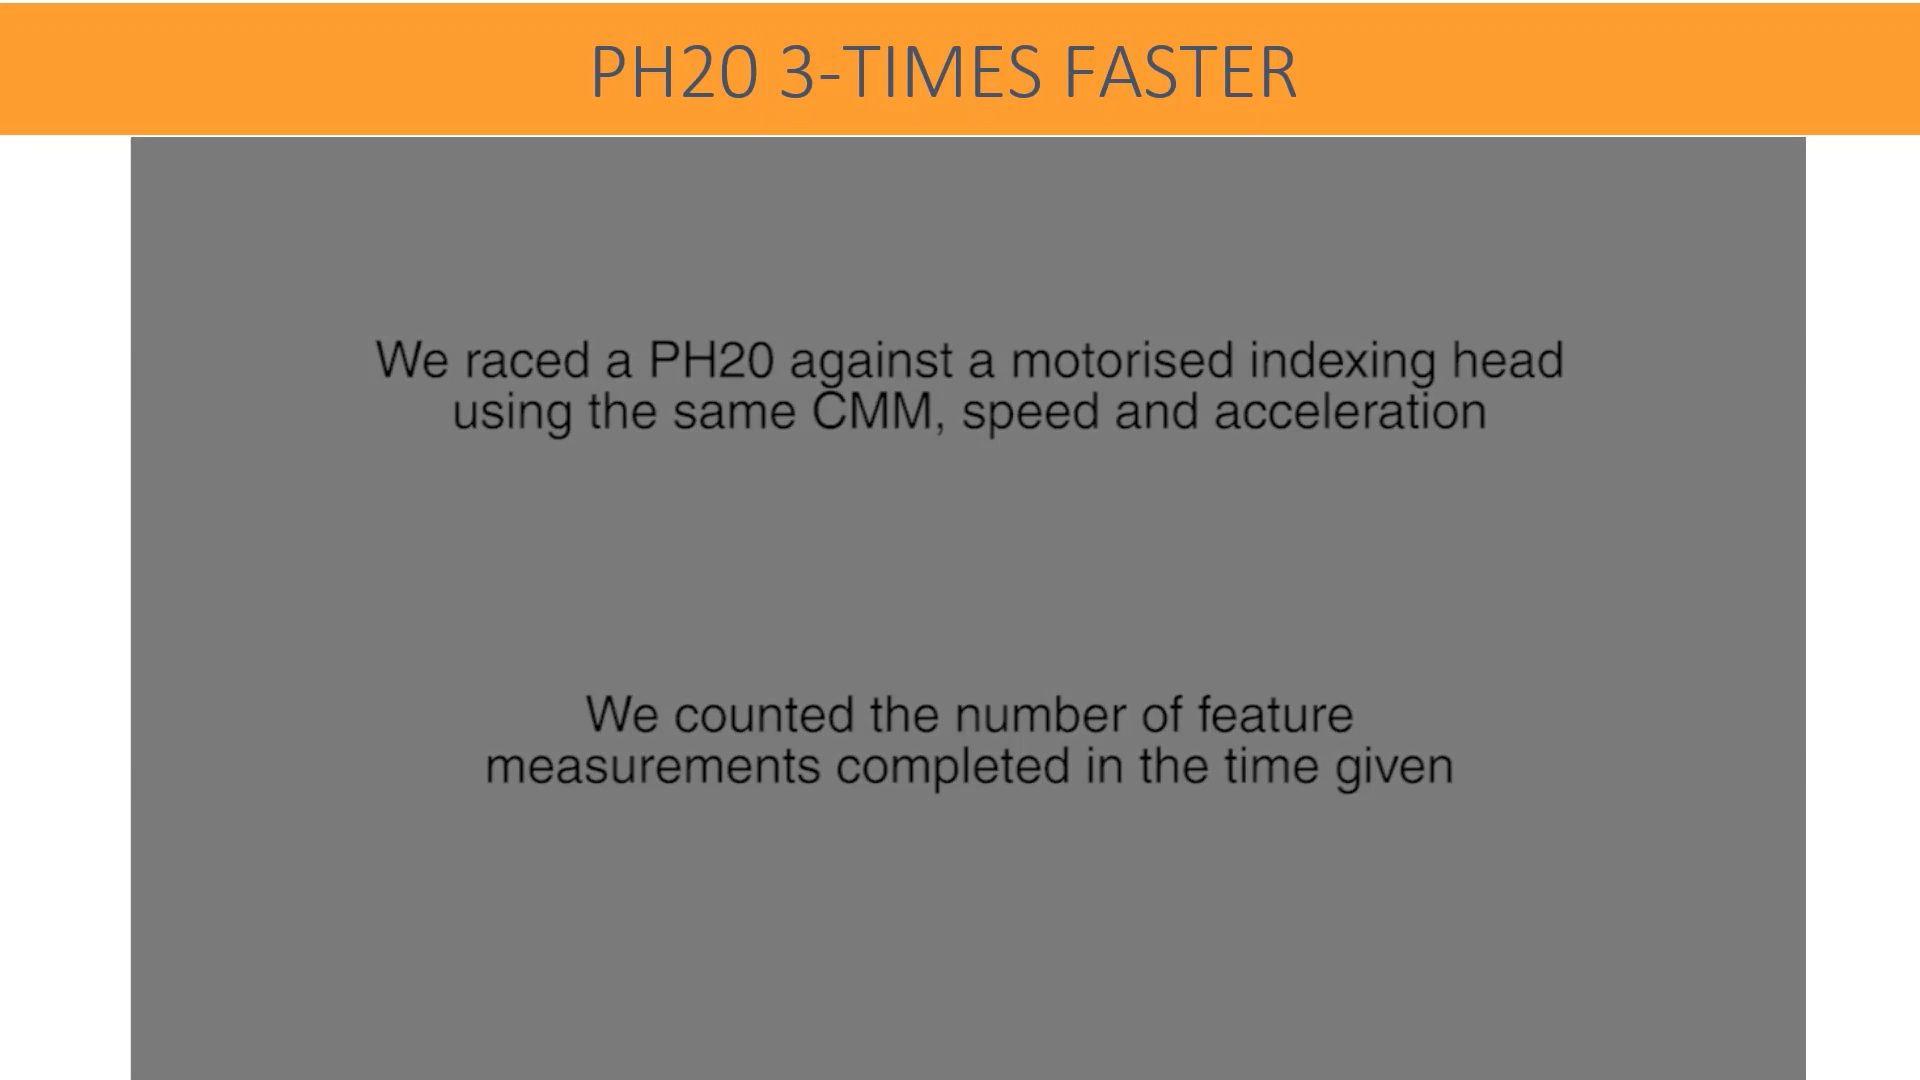 PH20 3-TIMES FASTER
We raced a PH20 against a motorised indexing head
using the same CMM, speed and acceleration
We counted the number of feature
measurements completed in the time given